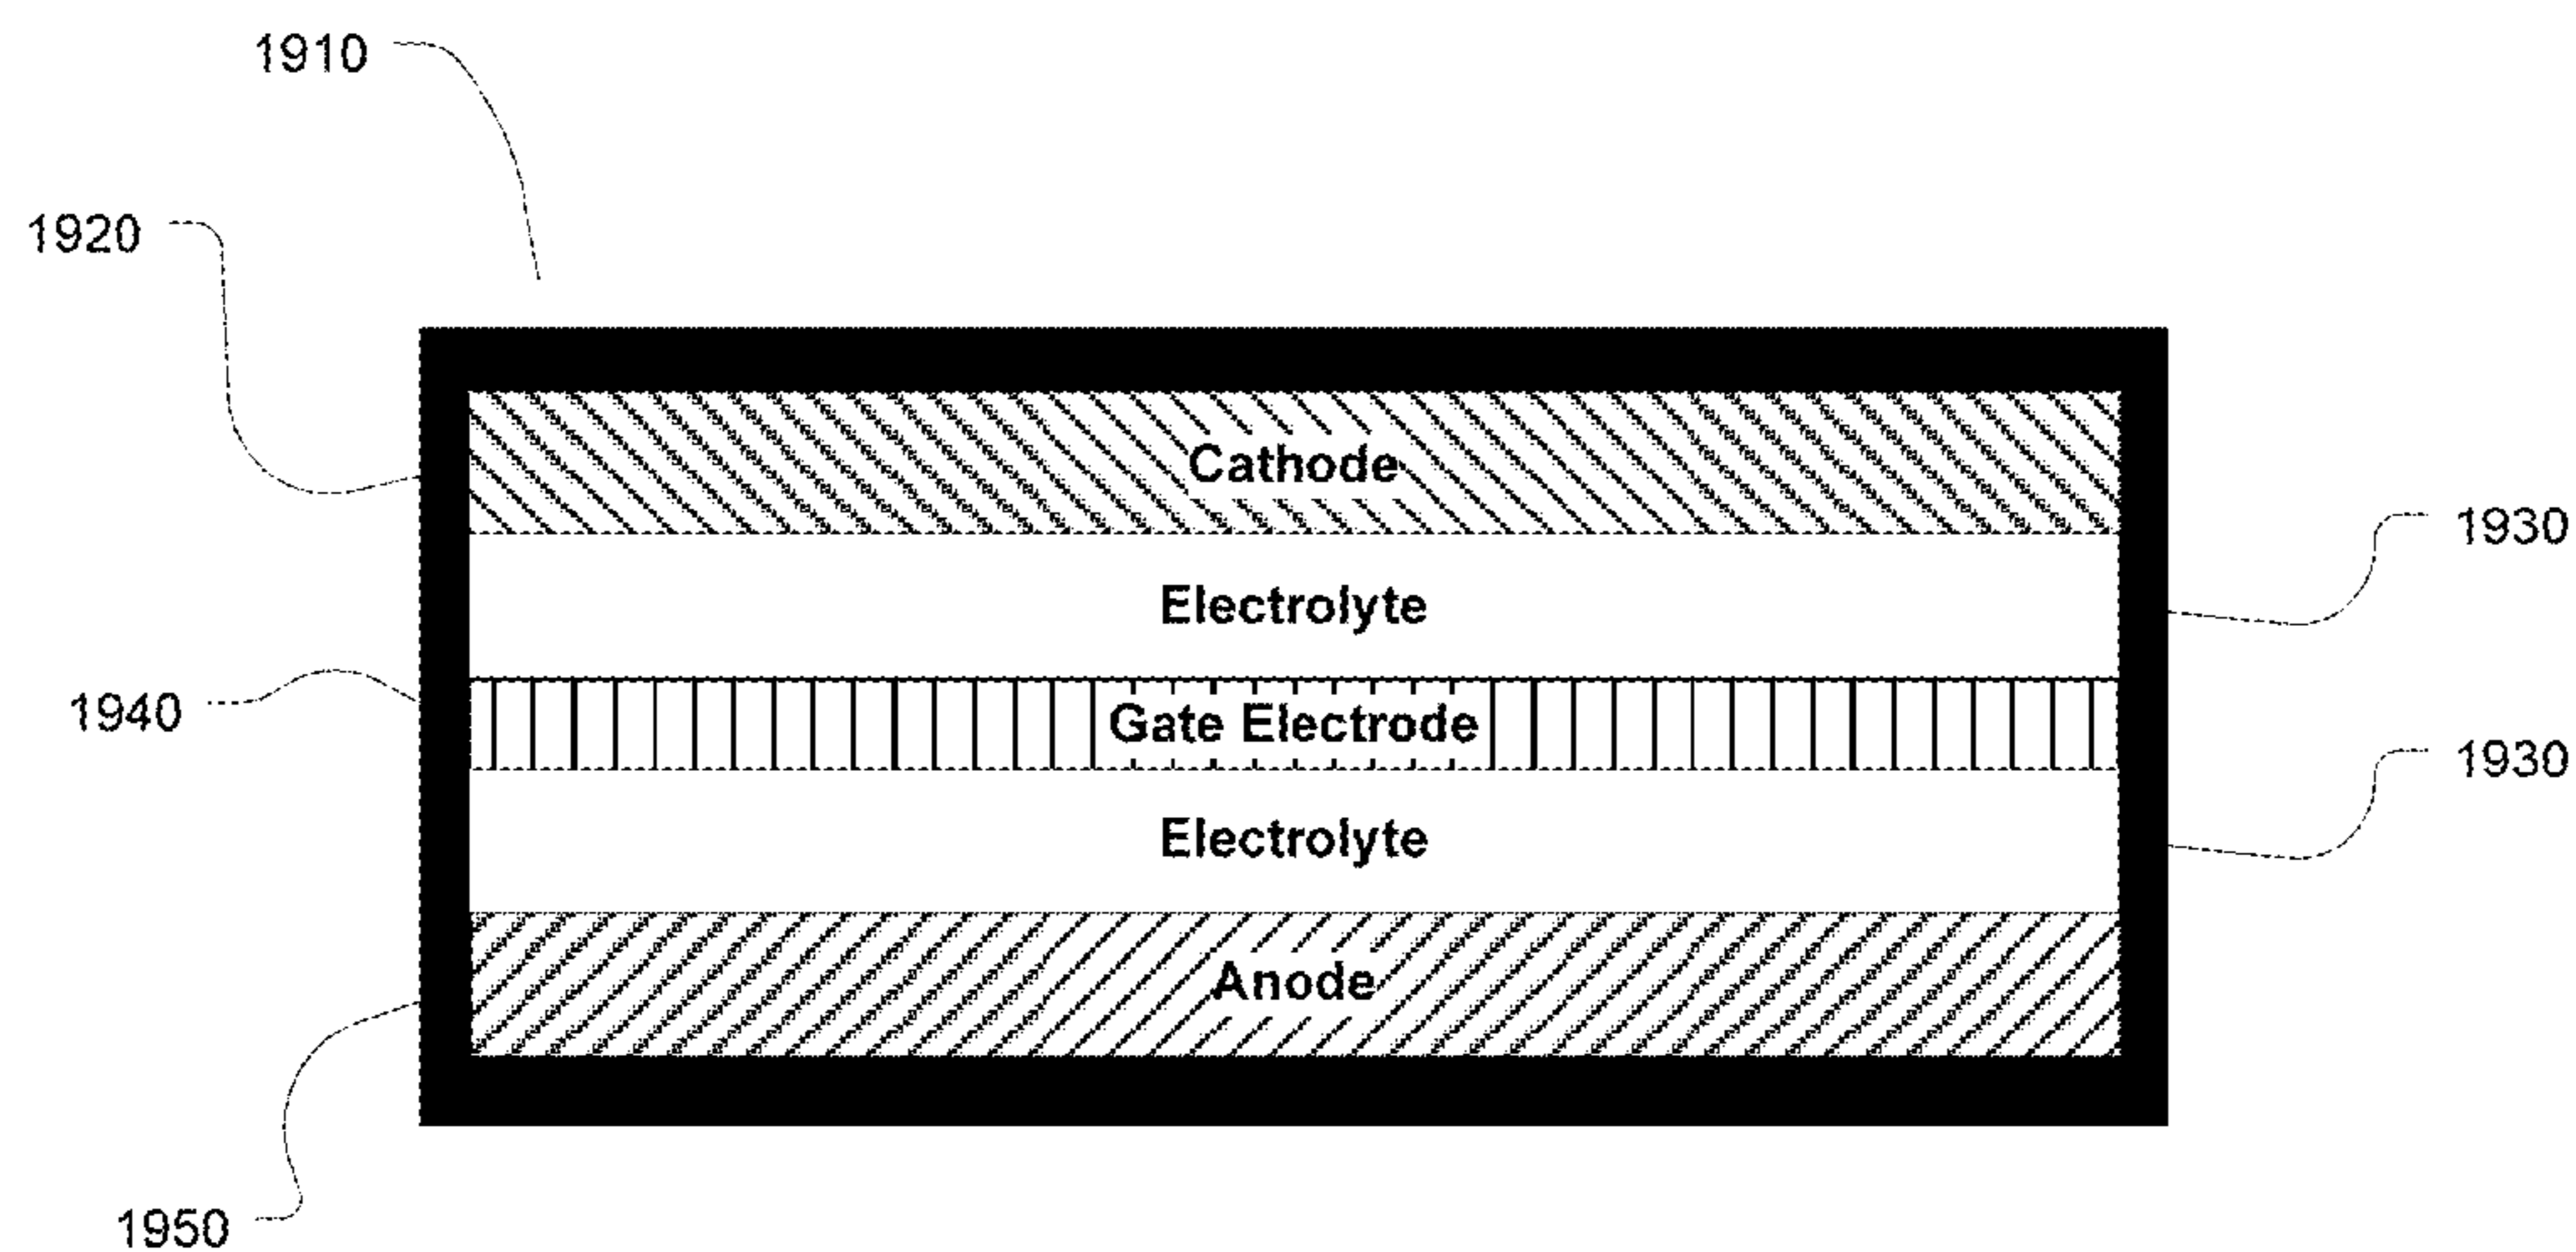 1910
1920
Cathode
1930
Electrolyte
1940
Gate Electrode
1930
Electrolyte
Anode
1950